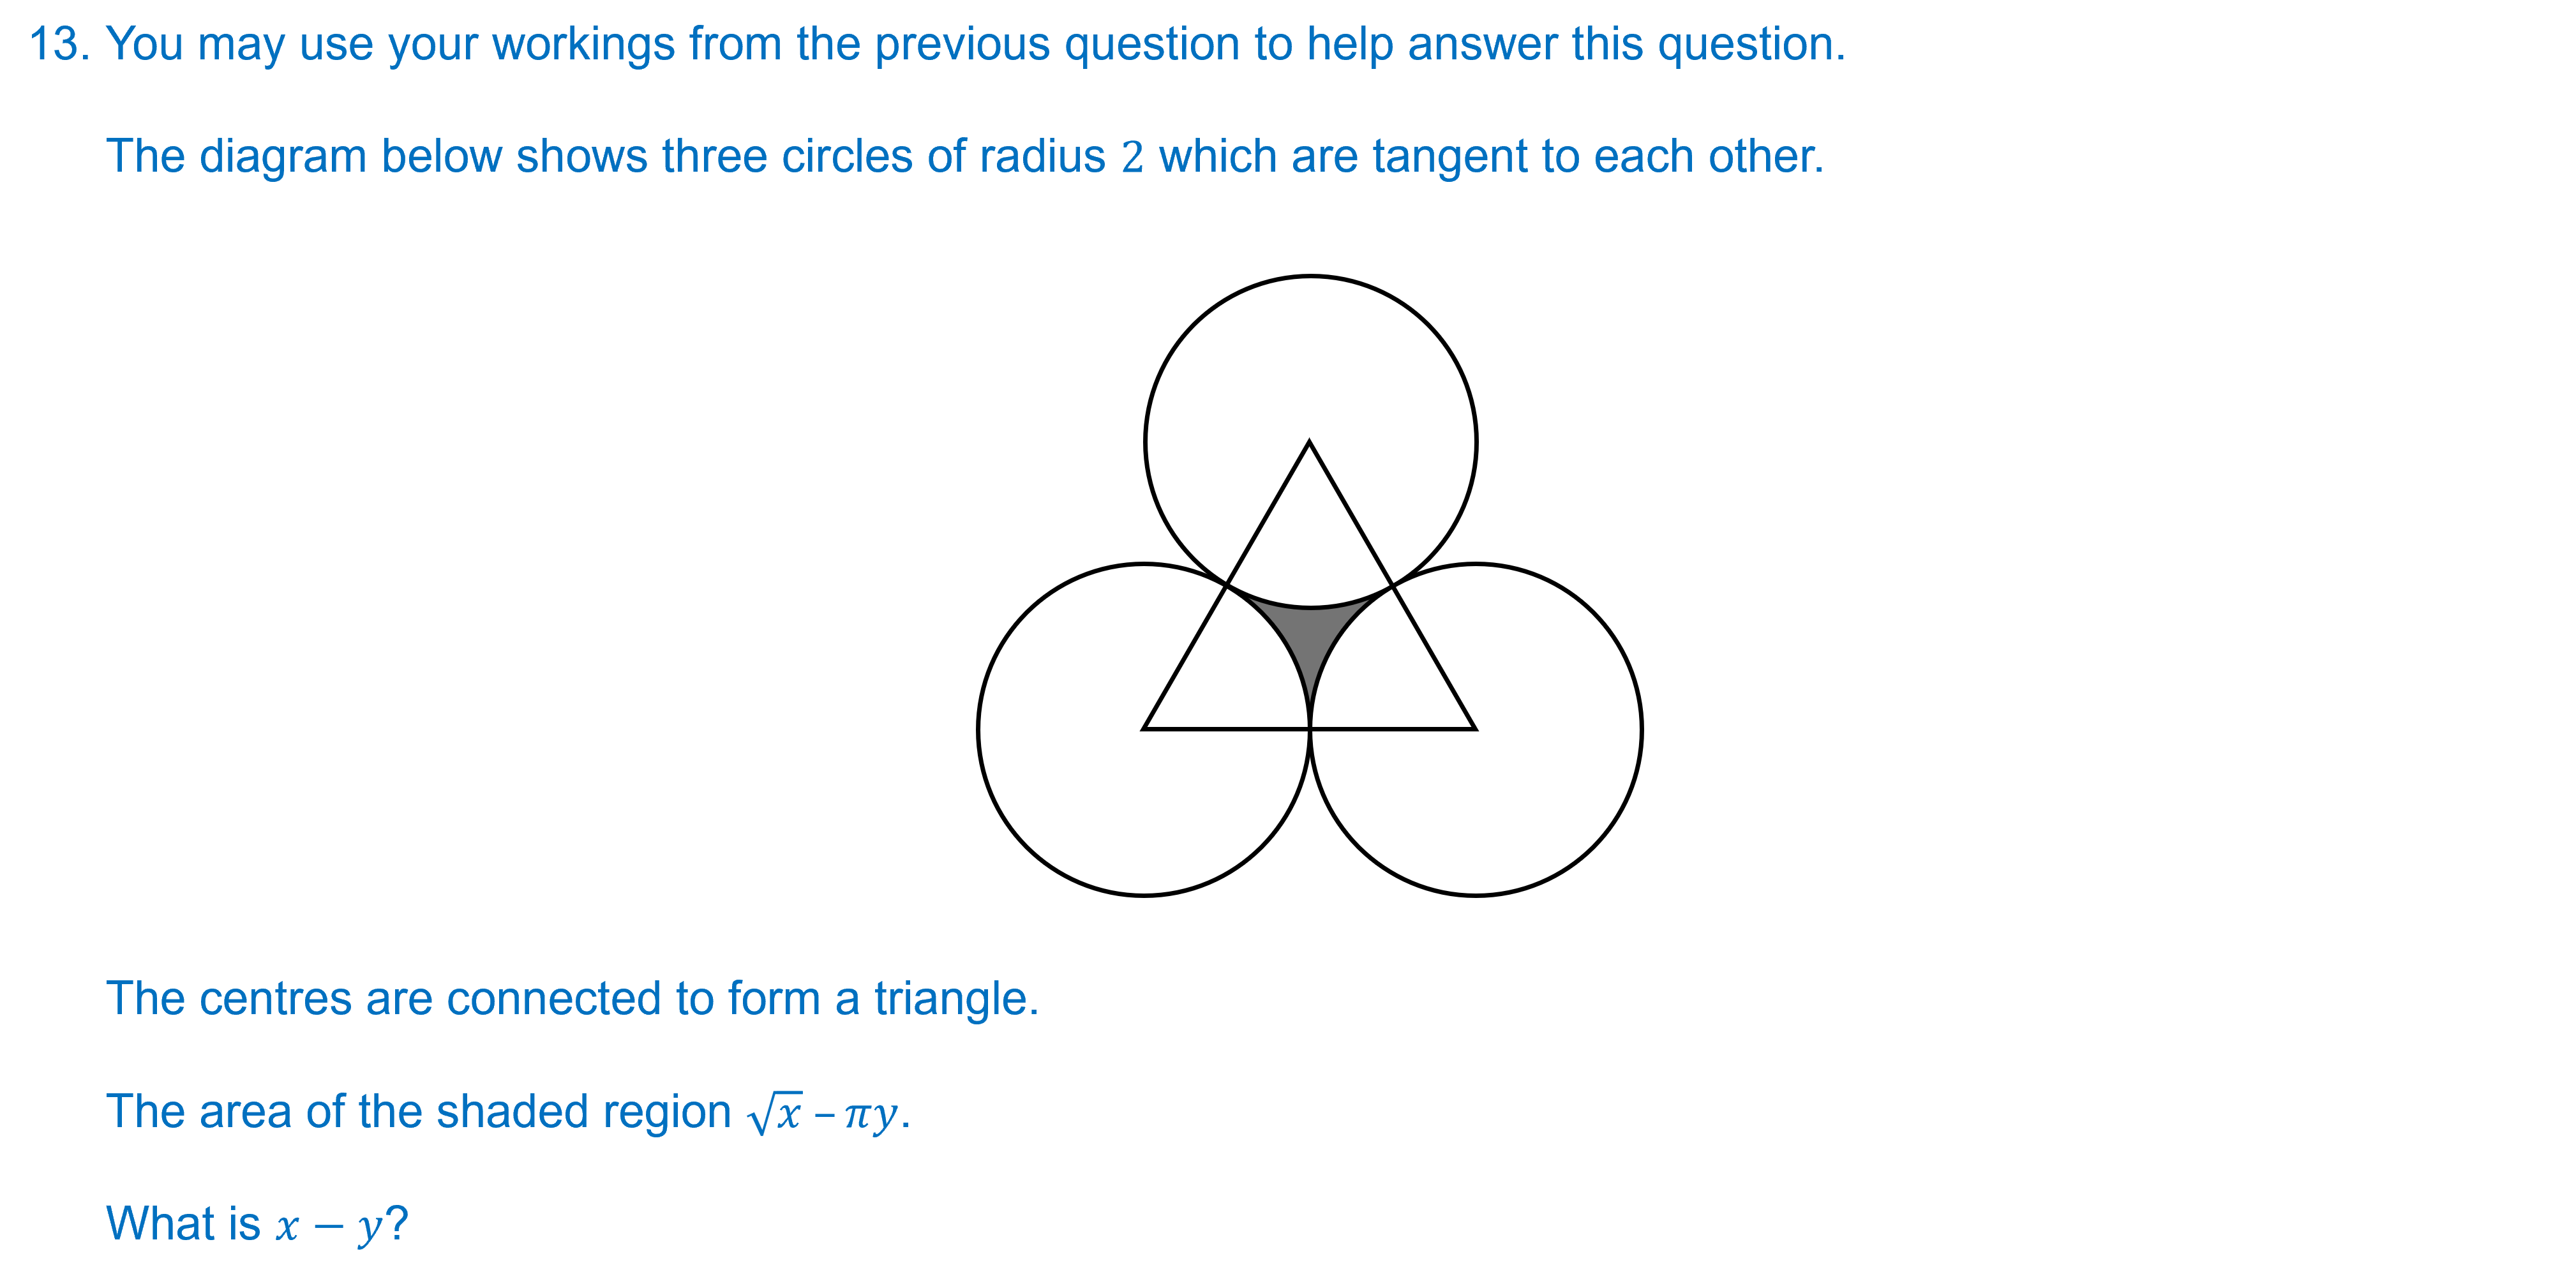 13. You may use your workings from the previous question to help answer this question.
The diagram below shows three circles of radius 2 which are tangent to each other.
The centres are connected to form a triangle.
The area of the shaded region √x – πy.
What is x − y?